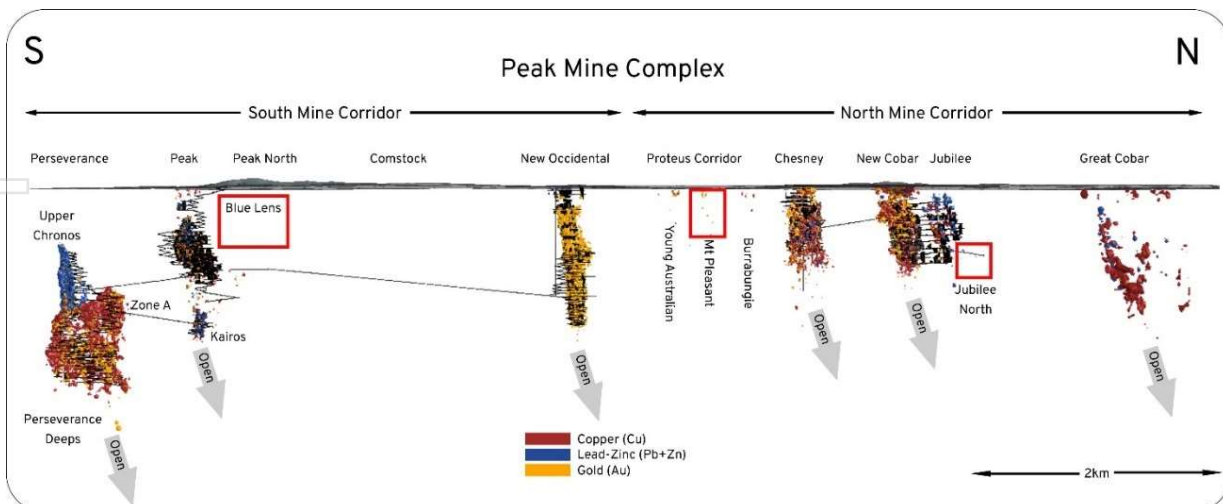 S
N
Peak Mine Complex
South Mine Corridor
North Mine Corridor
Perseverance
Peak
Peak North
Comstock
New Occidental
Proteus Corridor
Chesney
New Cobar
Jubilee
Great Cobar
Blue Lens
Upper
Chronos
Zone A
Kairos
Young Australian
Mt Pleasant
Burrabungie
Jubilee
North
Perseverance
Deeps
Open
Open
Open
Open
Open
Open
Copper (Cu)
Lead-Zinc (Pb+Zn)
Gold (Au)
2km